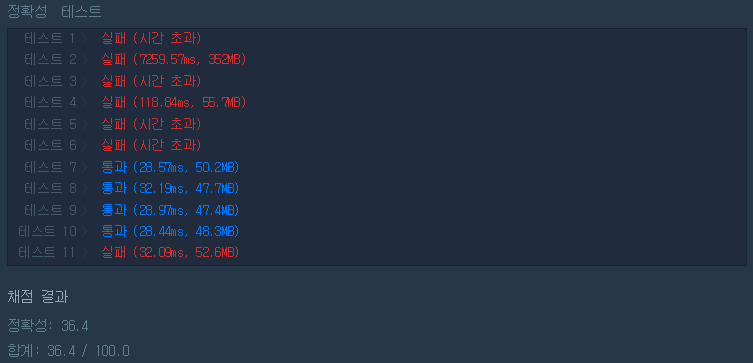 정확성 테스트
테스트 1 〉 실패 (시간 초과)
테스트 2 〉 실패 (7259.57ms, 352MB)
테스트 3 〉 실패 (시간 초과)
테스트 4 〉 실패 (118.84ms, 55.7MB)
테스트 5 〉 실패 (시간 초과)
테스트 6 〉 실패 (시간 초과)
테스트 7 〉 통과 (28.57ms, 50.2MB)
테스트 8 〉 통과 (32.19ms, 47.7MB)
테스트 9 〉 통과 (28.97ms, 47.4MB)
테스트 10 〉 통과 (28.44ms, 48.3MB)
테스트 11 〉 실패 (32.09ms, 52.6MB)
채점 결과
정확성: 36.4
합계: 36.4 / 100.0